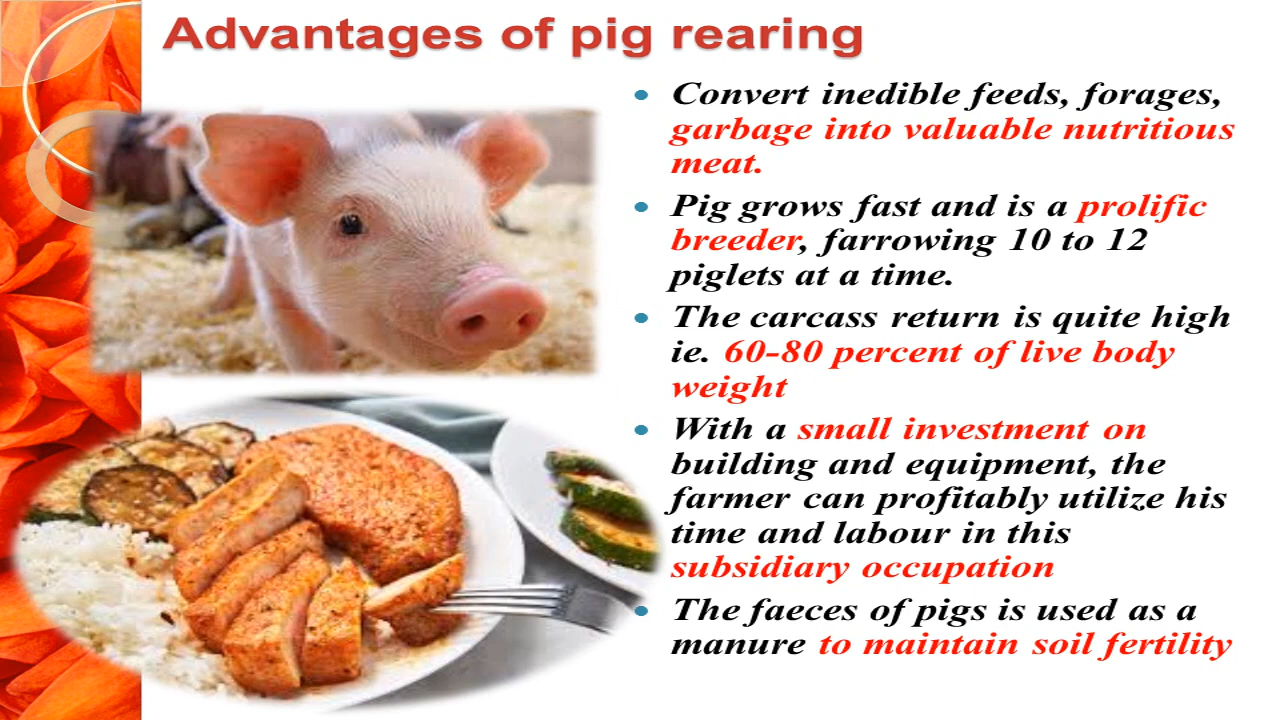 Advantages of pig rearing
• Convert inedible feeds, forages,
garbage into valuable nutritious
meat.
• Pig grows fast and is a prolific
breeder, farrowing 10 to 12
piglets at a time.
• The carcass return is quite high
ie. 60-80 percent of live body
weight
• With a small investment on
building and equipment, the
farmer can profitably utilize his
time and labour in this
subsidiary occupation
• The faeces of pigs is used as a
manure to maintain soil fertility